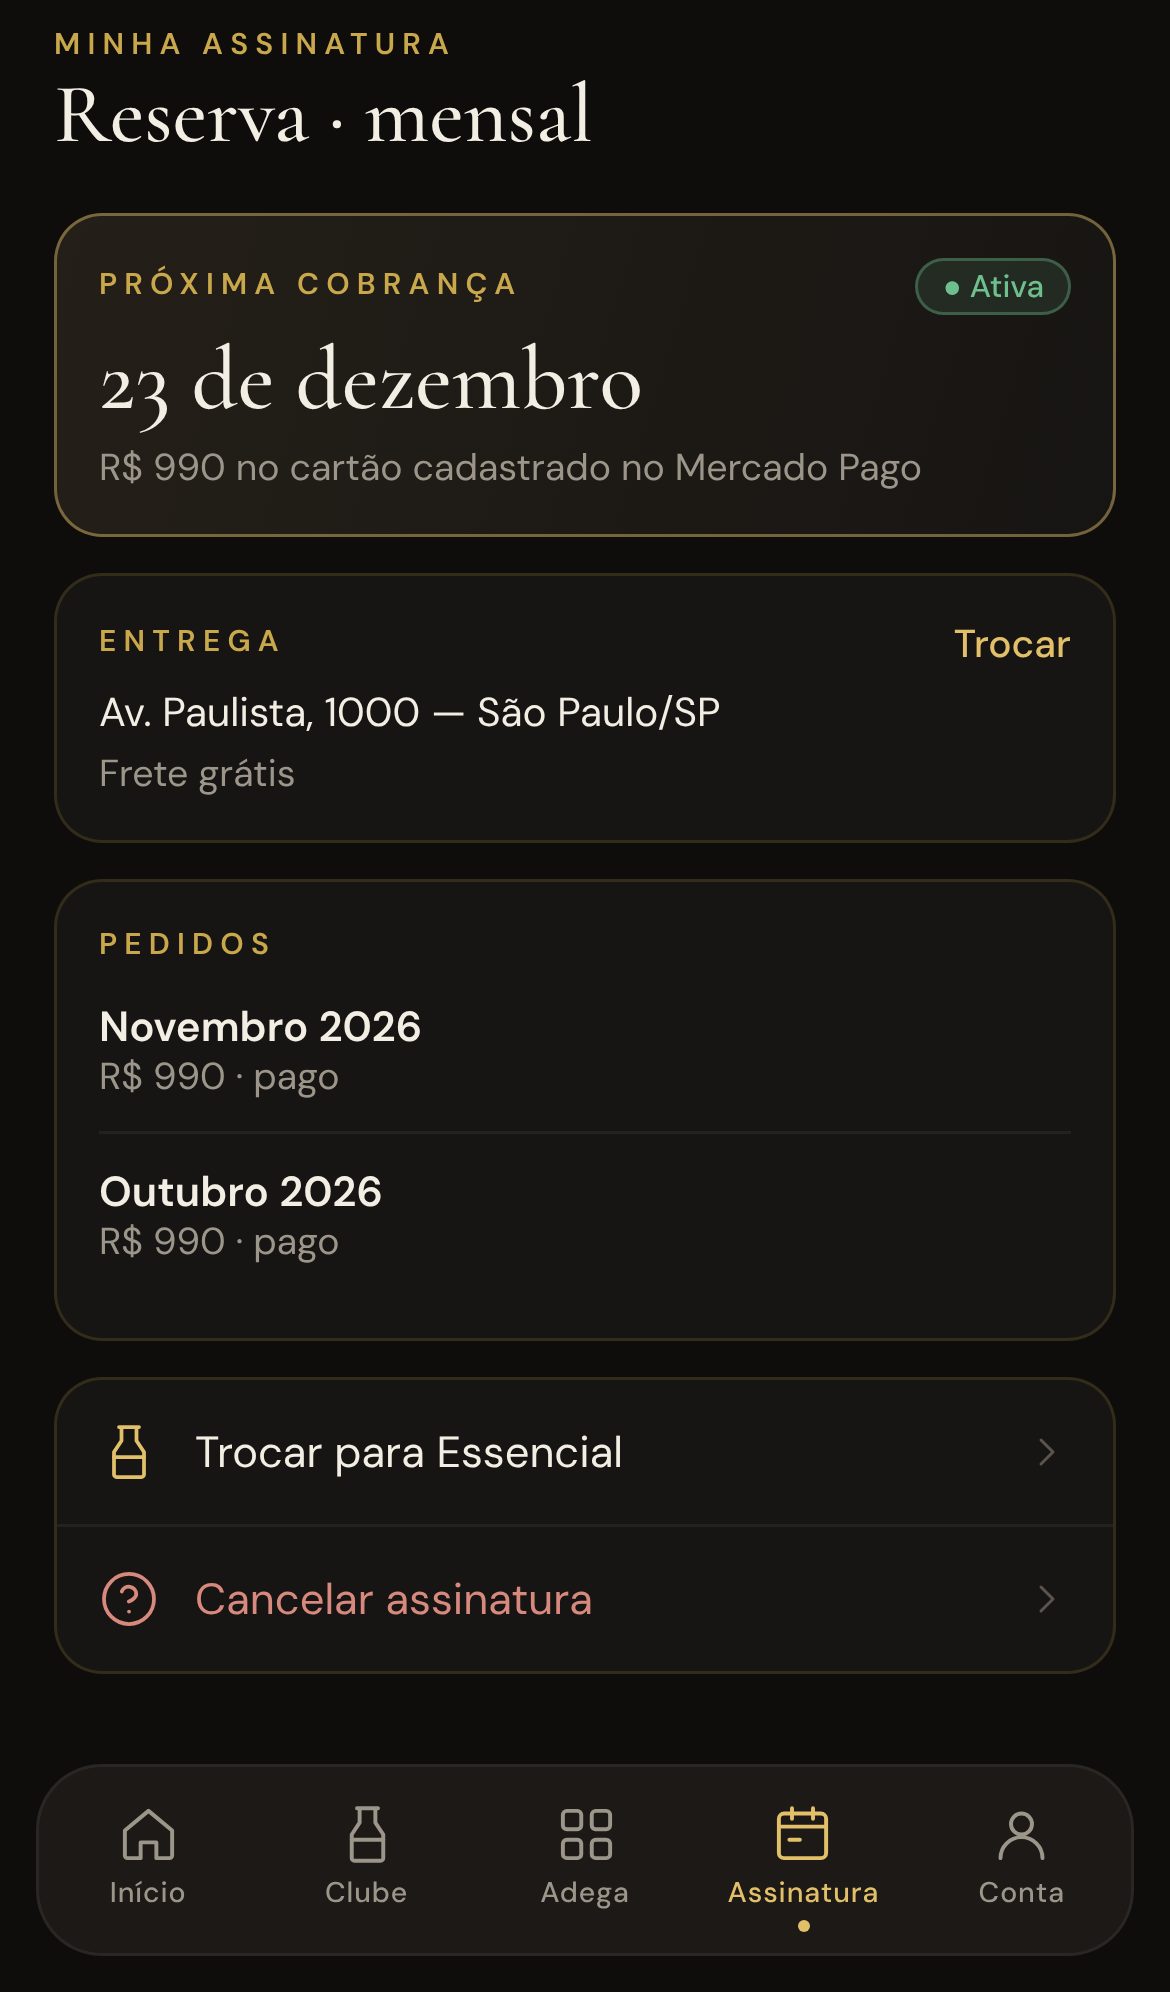 MINHA ASSINATURA
Reserva · mensal
PRÓXIMA COBRANÇA
Ativa
23 de dezembro
R$ 990 no cartão cadastrado no Mercado Pago
ENTREGA
Trocar
Av. Paulista, 1000 — São Paulo/SP
Frete grátis
PEDIDOS
Novembro 2026
R$ 990 · pago
Outubro 2026
R$ 990 · pago
Trocar para Essencial
Cancelar assinatura
Início
Clube
Adega
Assinatura
Conta